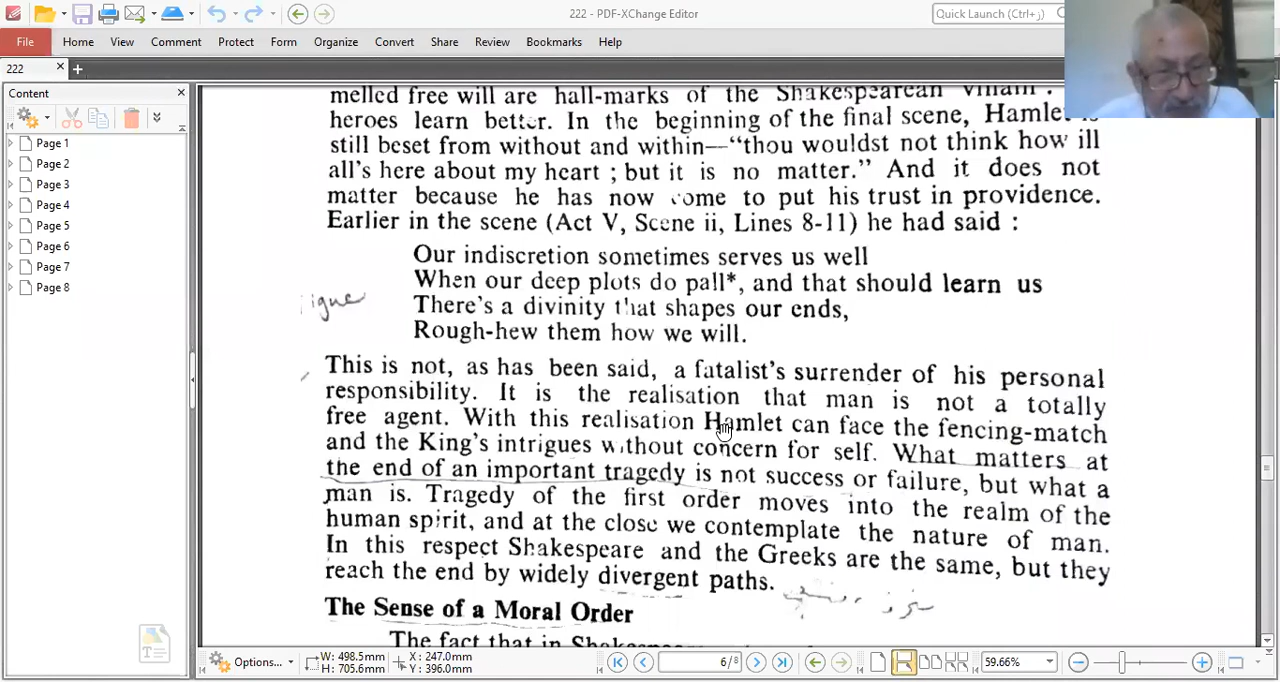 222 - PDF-XChange Editor
Quick Launch (Ctrl+,)
File Home View Comment Protect Form Organize Convert Share Review Bookmarks Help
222
Content
Page 1
Page 2
Page 3
Page 4
Page 5
Page 6
Page 7
Page 8
melled free will are hall-marks of the Shakespearean villain.
heroes learn better. In the beginning of the final scene, Hamlet is
still beset from without and within—“thou wouldst not think how ill
all's here about my heart ; but it is no matter.” And it does not
matter because he has now come to put his trust in providence.
Earlier in the scene (Act V, Scene ii, Lines 8-11) he had said :
Our indiscretion sometimes serves us well
When our deep plots do pall*, and that should learn us
There's a divinity that shapes our ends,
Rough-hew them how we will.
This is not, as has been said, a fatalist's surrender of his personal
responsibility. It is the realisation that man is not a totally
free agent. With this realisation Hamlet can face the fencing-match
and the King's intrigues without concern for self. What matters at
the end of an important tragedy is not success or failure, but what a
man is. Tragedy of the first order moves into the realm of the
human spirit, and at the close we contemplate the nature of man.
In this respect Shakespeare and the Greeks are the same, but they
reach the end by widely divergent paths.
The Sense of a Moral Order
The fact that in
Options...
W: 498.5mm
H: 705.6mm
X: 247.0mm
Y: 396.0mm
6/8
59.66%